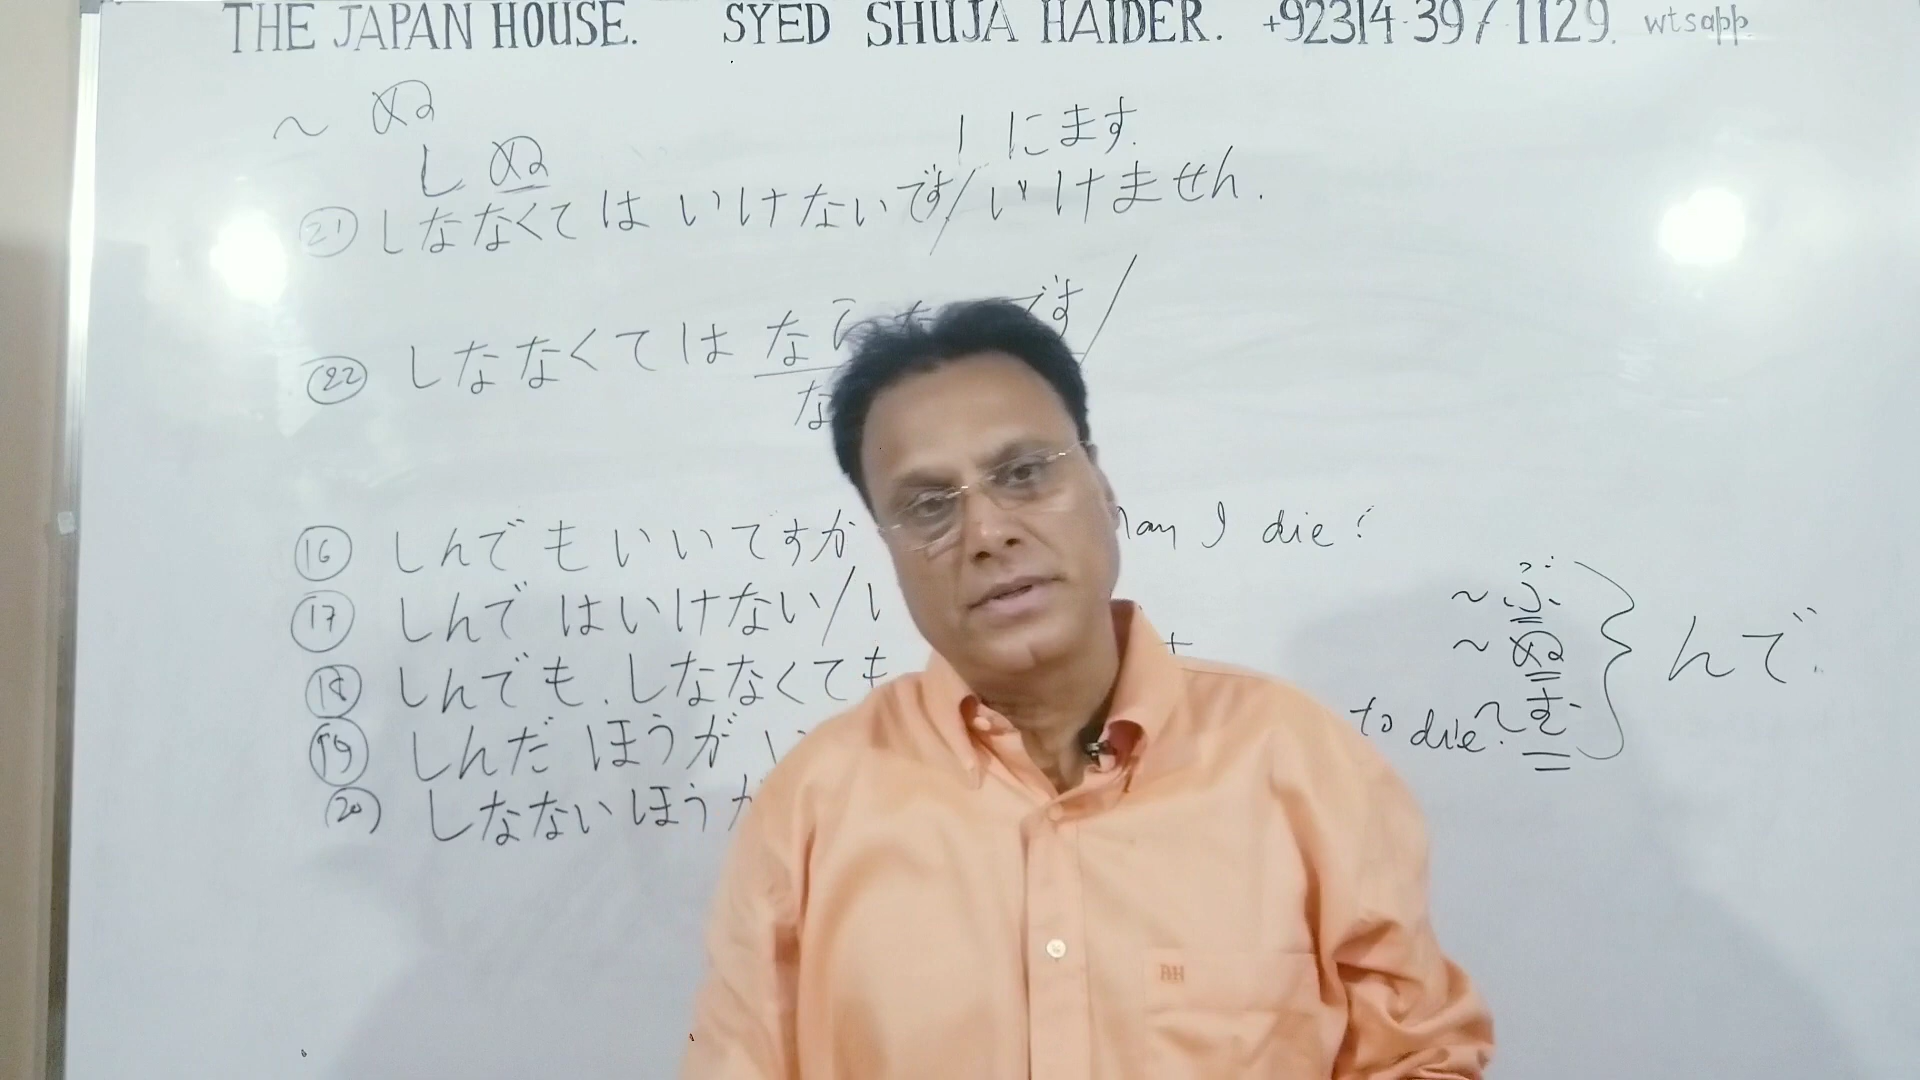 THE JAPAN HOUSE. SYED SHUJA HAIDER. +92314-3971129. wtsapp.
~ ぬ
しぬ
しにます.
(21) しななくてはいけないです/いけません.
(22) しななくてはな
です/
な
(16) しんでもいいですか
may I die?
(17) しんではいけない/
(18) しんでも.しななくても
(19) しんだほうが
to die?
(20) しなないほうが
~ぶ
~ぬ
~む
んで.
BH